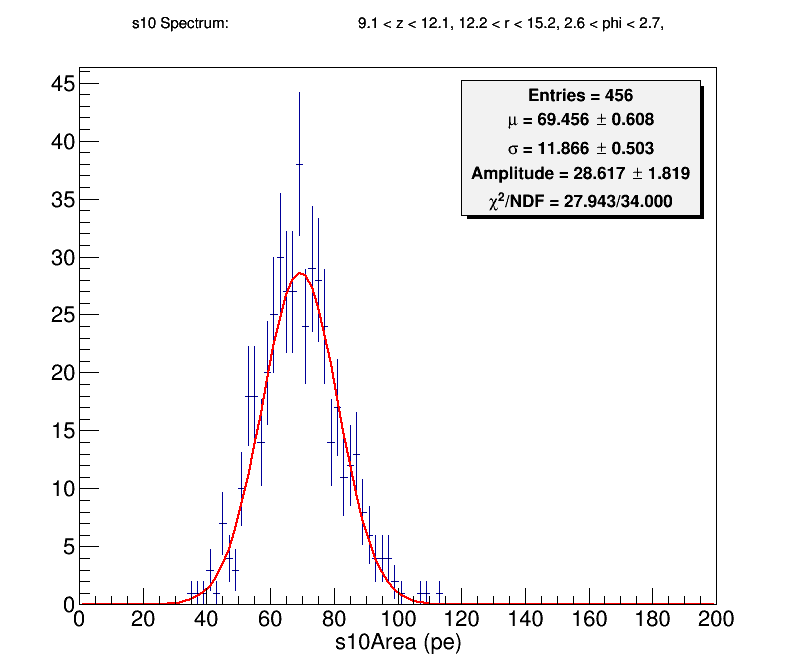 s10 Spectrum: 9.1 < z < 12.1, 12.2 < r < 15.2, 2.6 < phi < 2.7,
Entries = 456
μ = 69.456 ± 0.608
σ = 11.866 ± 0.503
Amplitude = 28.617 ± 1.819
χ²/NDF = 27.943/34.000
45
40
35
30
25
20
15
10
5
0
0 20 40 60 80 100 120 140 160 180 200
s10Area (pe)